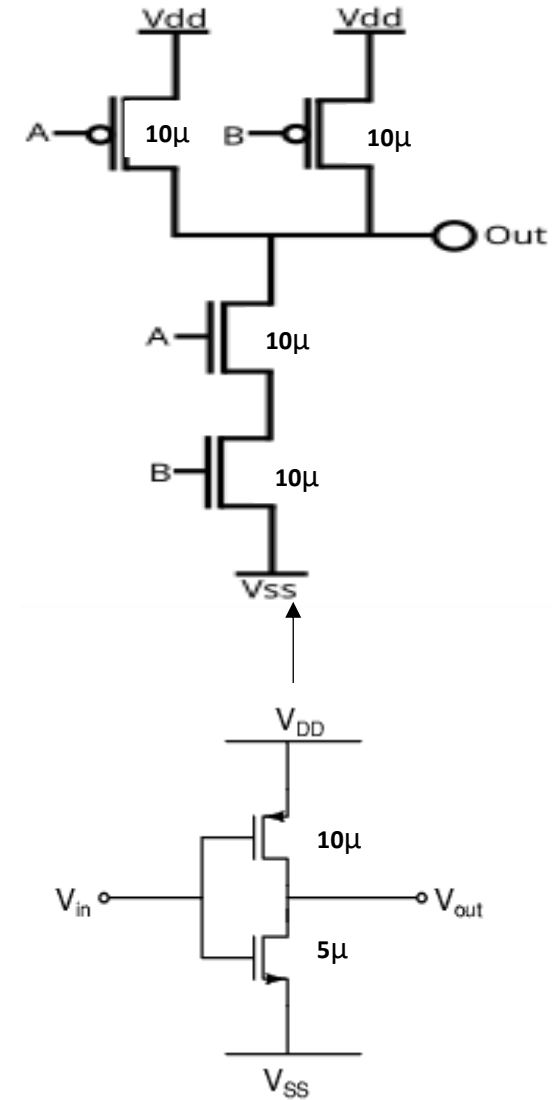 Vdd Vdd
A 10μ B 10μ
Out
A 10μ
B 10μ
Vss
VDD
10μ
Vin Vout
5μ
VSS